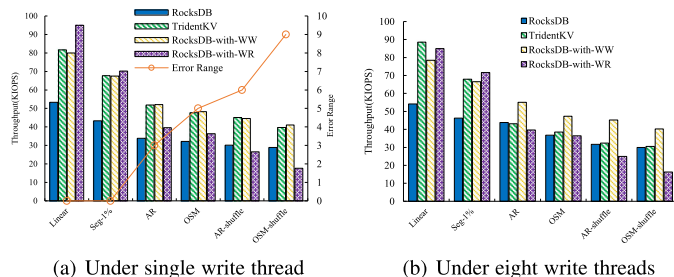 RocksDB
TridentKV
RocksDB-with-WW
RocksDB-with-WR
Error Range
Throughput(KIOPS)
100
90
80
70
60
50
40
30
20
10
0
10
9
8
7
6
5
4
3
2
1
0
Error Range
Linear
Seg-1%
AR
OSM
AR-shuffle
OSM-shuffle
(a) Under single write thread
RocksDB
TridentKV
RocksDB-with-WW
RocksDB-with-WR
Throughput(KIOPS)
100
90
80
70
60
50
40
30
20
10
0
Linear
Seg-1%
AR
OSM
AR-shuffle
OSM-shuffle
(b) Under eight write threads